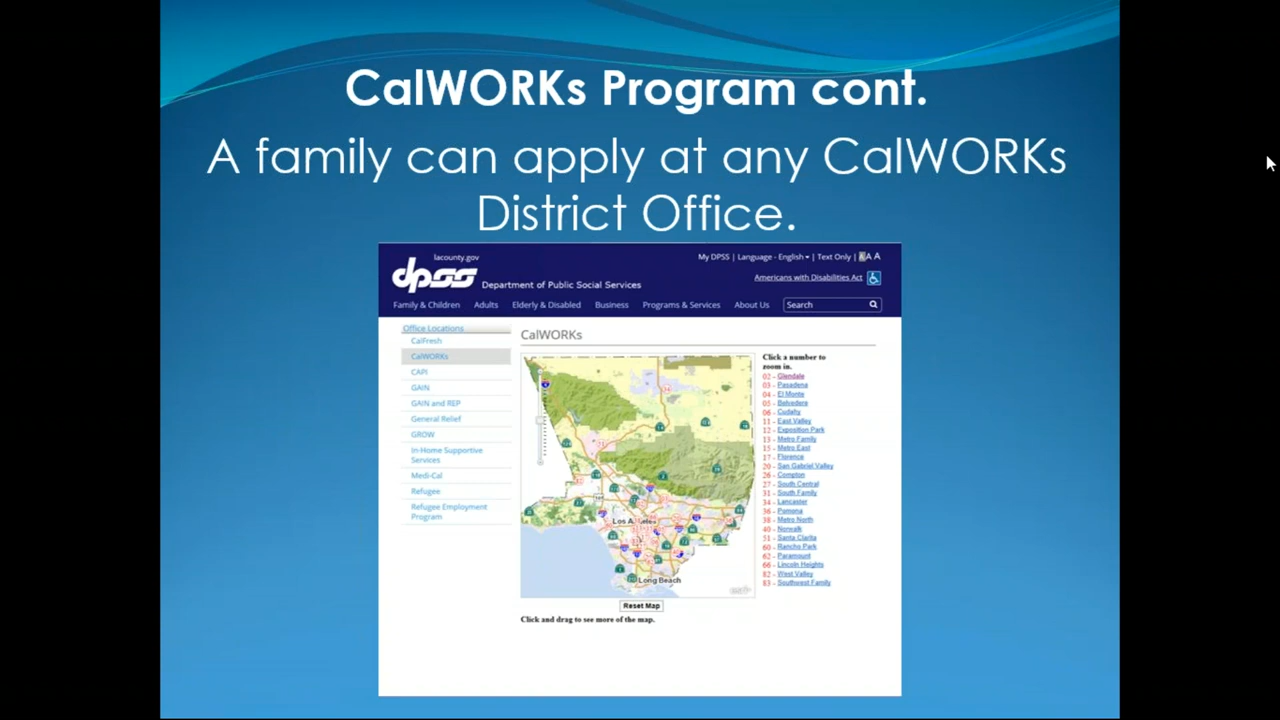 CalWORKs Program cont.
A family can apply at any CalWORKs
District Office.
lacounty.gov
My DPSS | Language - English | Text Only | A A A
dpss
Department of Public Social Services
Americans with Disabilities Act
Family & Children Adults Elderly & Disabled Business Programs & Services About Us Search
Office Locations
CalFresh
CalWORKs
CAPI
GAIN
GAIN and REP
General Relief
GROW
In-Home Supportive
Services
Medi-Cal
Refugee
Refugee Employment
Program
CalWORKs
Los Angeles
Long Beach
Reset Map
Click and drag to see more of the map.
Click a number to
zoom in.
02 - Glendale
03 - Pasadena
04 - El Monte
05 - Belvedere
06 - Cudahy
11 - East Valley
12 - Exposition Park
13 - Metro Family
15 - Metro East
17 - Florence
20 - San Gabriel Valley
26 - Compton
27 - South Central
31 - South Family
34 - Lancaster
36 - Pomona
38 - Metro North
40 - Norwalk
51 - Santa Clarita
60 - Rancho Park
62 - Paramount
66 - Lincoln Heights
82 - West Valley
83 - Southwest Family